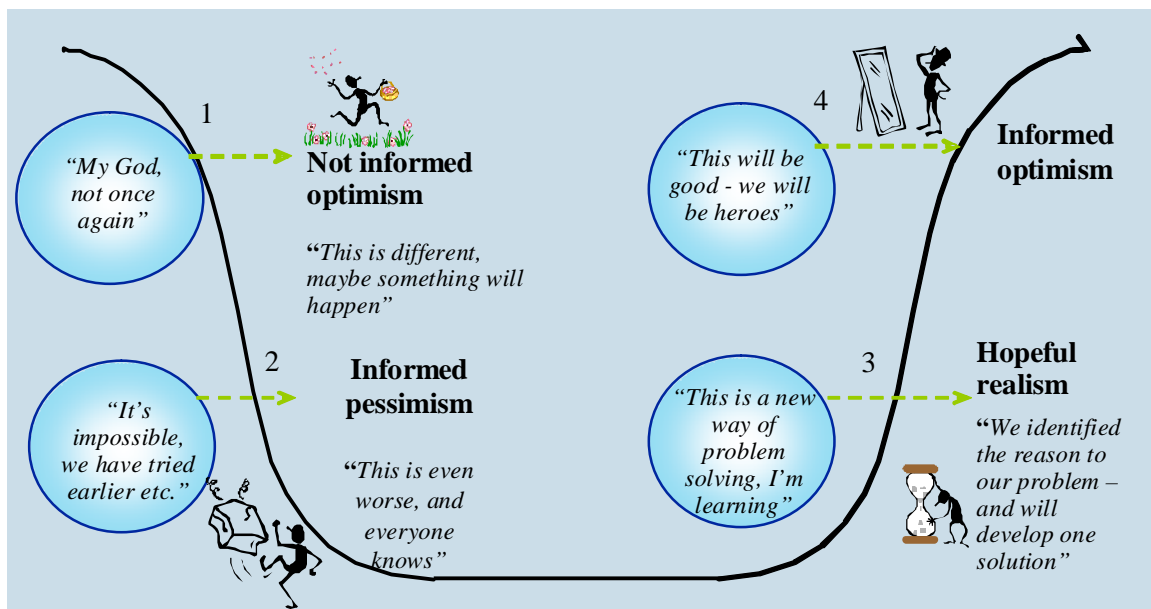 1
“My God,
not once
again”
Not informed
optimism
“This is different,
maybe something will
happen”
2
“It’s
impossible,
we have tried
earlier etc.”
Informed
pessimism
“This is even
worse, and
everyone
knows”
3
“This is a new
way of
problem
solving, I’m
learning”
Hopeful
realism
“We identified
the reason to
our problem –
and will
develop one
solution”
4
“This will be
good - we will
be heroes”
Informed
optimism